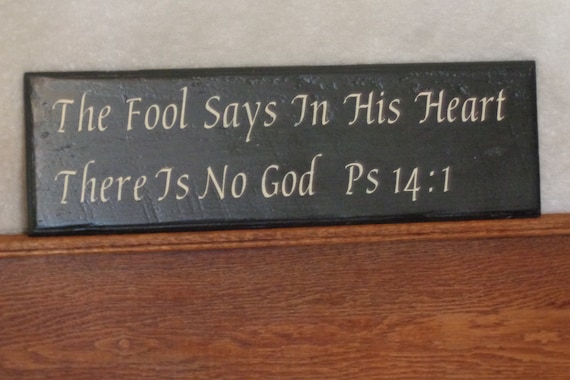 The Fool Says In His Heart
There Is No God Ps 14:1